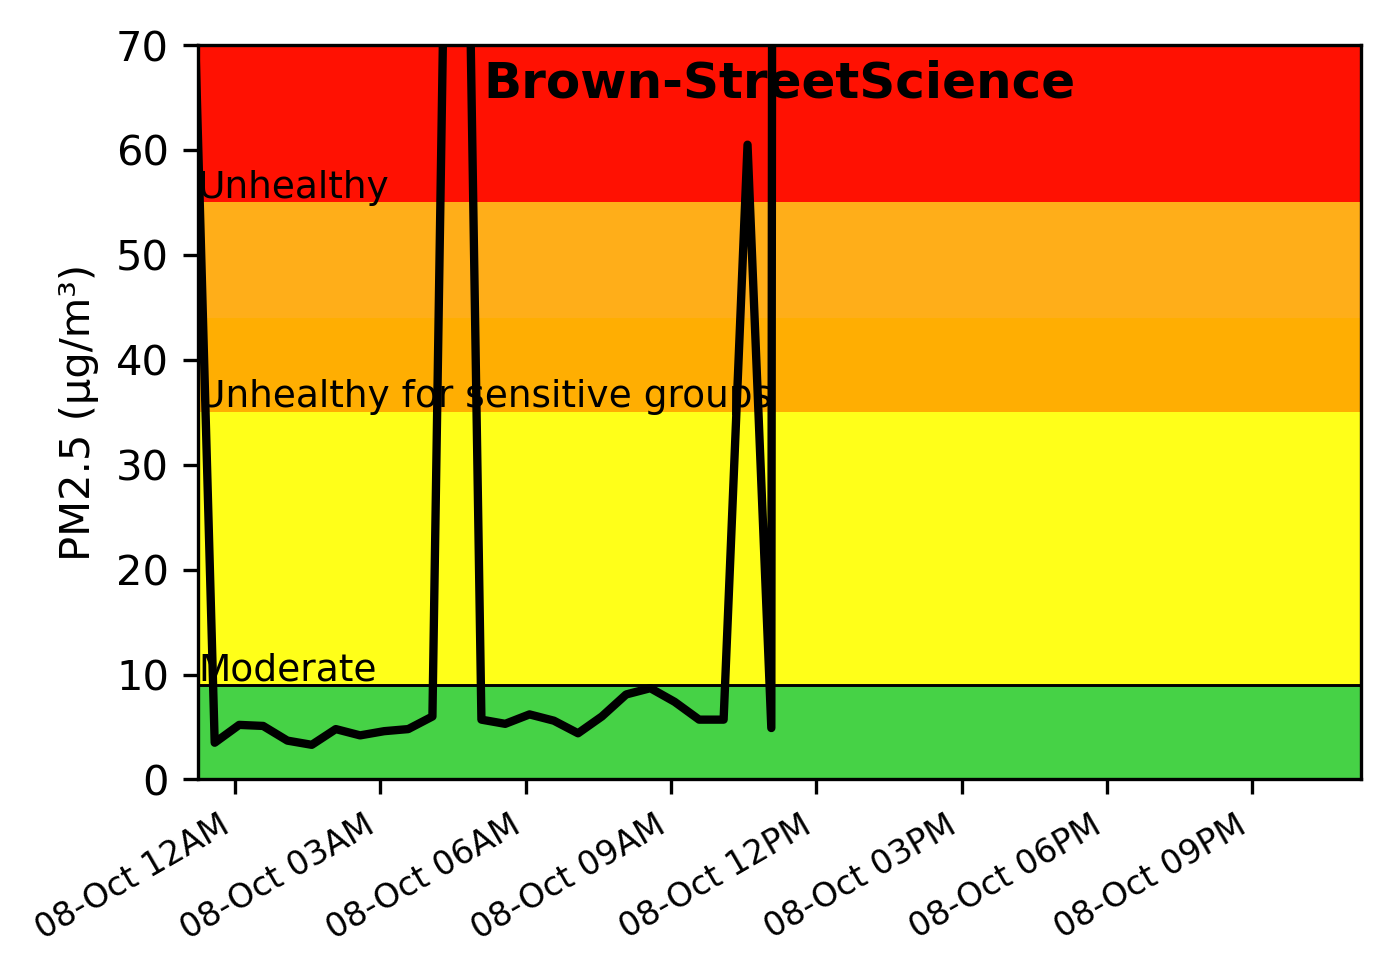 Brown-StreetScience
PM2.5 (µg/m³)
70
60
50
40
30
20
10
0
Unhealthy
Unhealthy for sensitive groups
Moderate
08-Oct 12AM
08-Oct 03AM
08-Oct 06AM
08-Oct 09AM
08-Oct 12PM
08-Oct 03PM
08-Oct 06PM
08-Oct 09PM